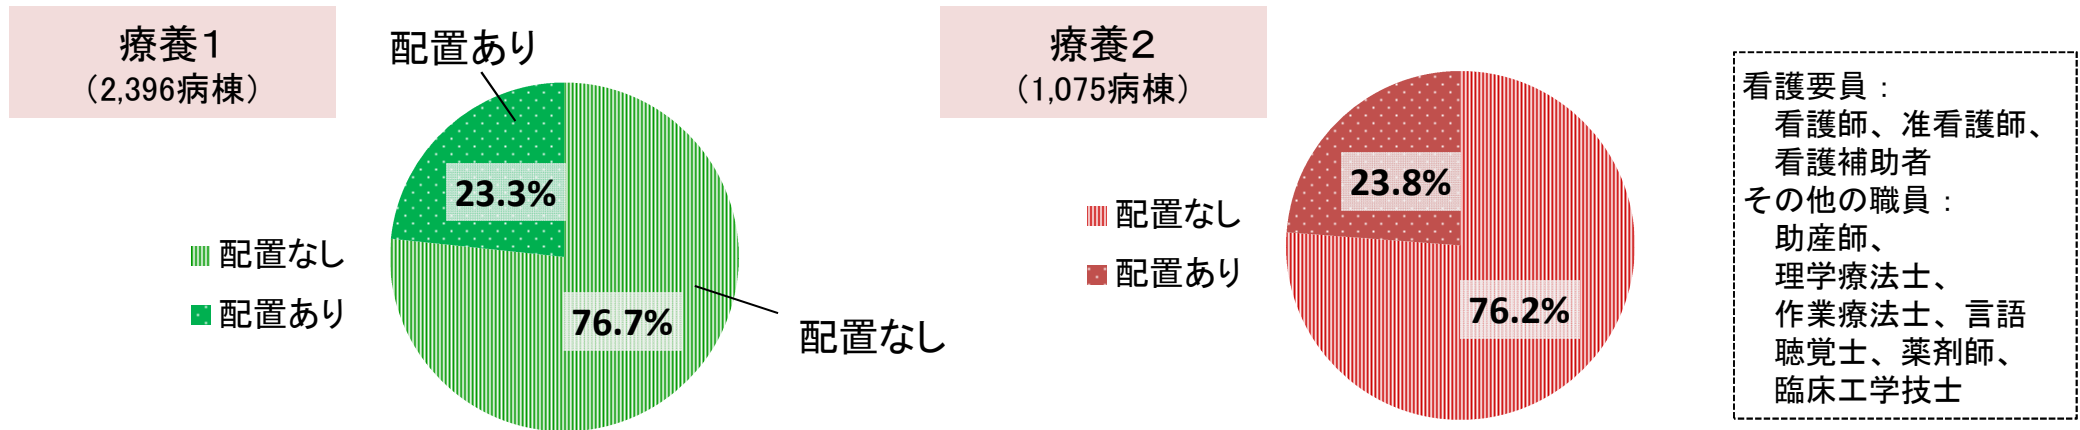 療養１
（2,396病棟）
配置あり
23.3%
76.7%
配置なし
配置あり
配置なし
療養２
（1,075病棟）
23.8%
76.2%
配置なし
配置あり
看護要員：
看護師、准看護師、
看護補助者
その他の職員：
助産師、
理学療法士、
作業療法士、言語
聴覚士、薬剤師、
臨床工学技士